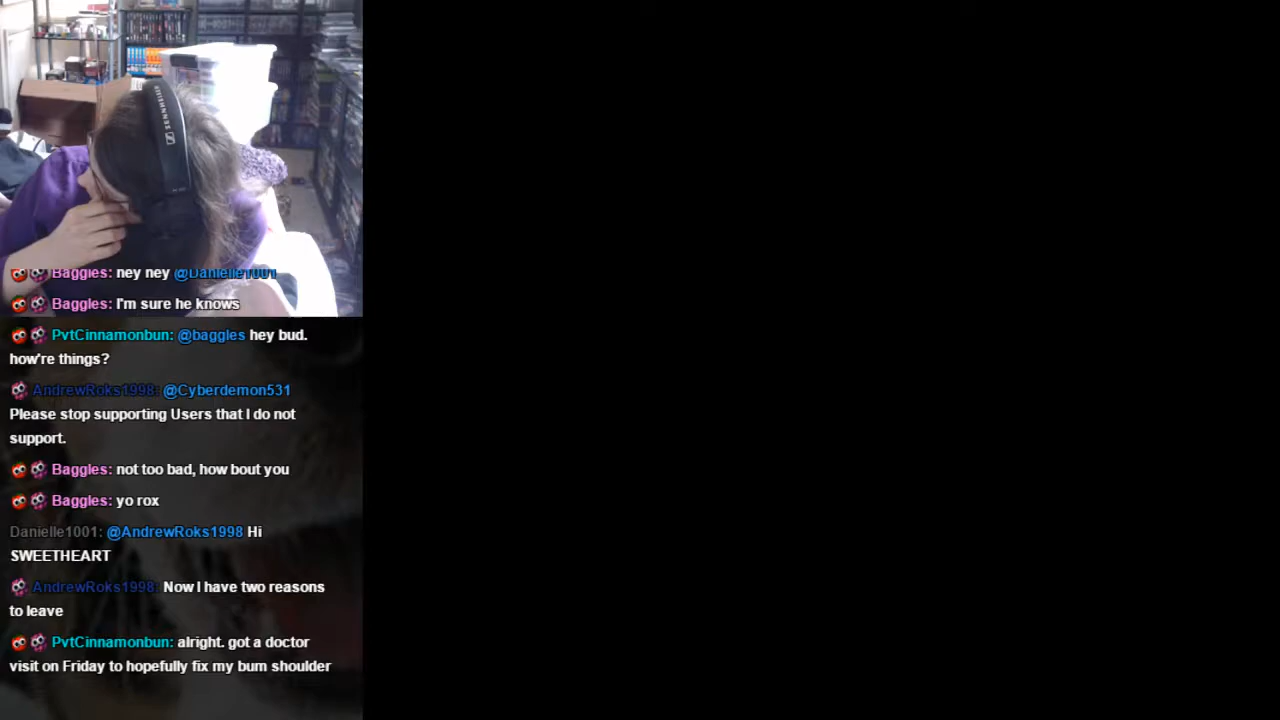 SENNHEISER
Baggles: hey hey @Danielle1001
Baggles: I'm sure he knows
PvtCinnamonbun: @baggles hey bud.
how're things?
AndrewRoks1998: @Cyberdemon531
Please stop supporting Users that I do not
support.
Baggles: not too bad, how bout you
Baggles: yo rox
Danielle1001: @AndrewRoks1998 Hi
SWEETHEART
AndrewRoks1998: Now I have two reasons
to leave
PvtCinnamonbun: alright. got a doctor
visit on Friday to hopefully fix my bum shoulder